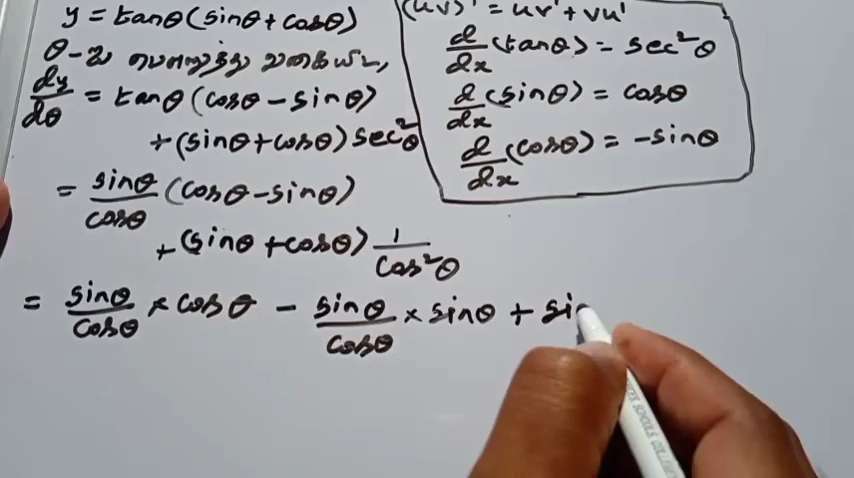 y = tanθ(sinθ + cosθ)
θ-ஐ பொறுத்து வகையிட,
dy/dθ = tanθ (cosθ - sinθ)
+ (sinθ + cosθ) sec²θ
= sinθ/cosθ (cosθ - sinθ)
+ (sinθ + cosθ) 1/cos²θ
= sinθ/cosθ × cosθ - sinθ/cosθ × sinθ + si
(uv)' = uv' + vu'
d/dx (tanθ) = sec²θ
d/dx (sinθ) = cosθ
d/dx (cosθ) = -sinθ